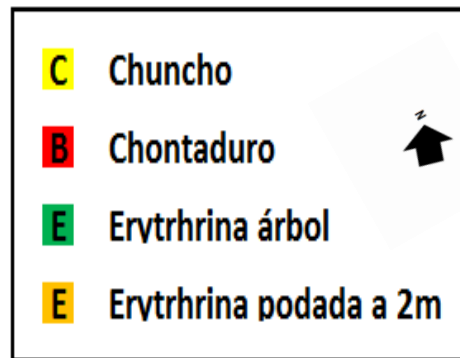 C Chuncho
N
B Chontaduro
E Erytrhrina árbol
E Erytrhrina podada a 2m